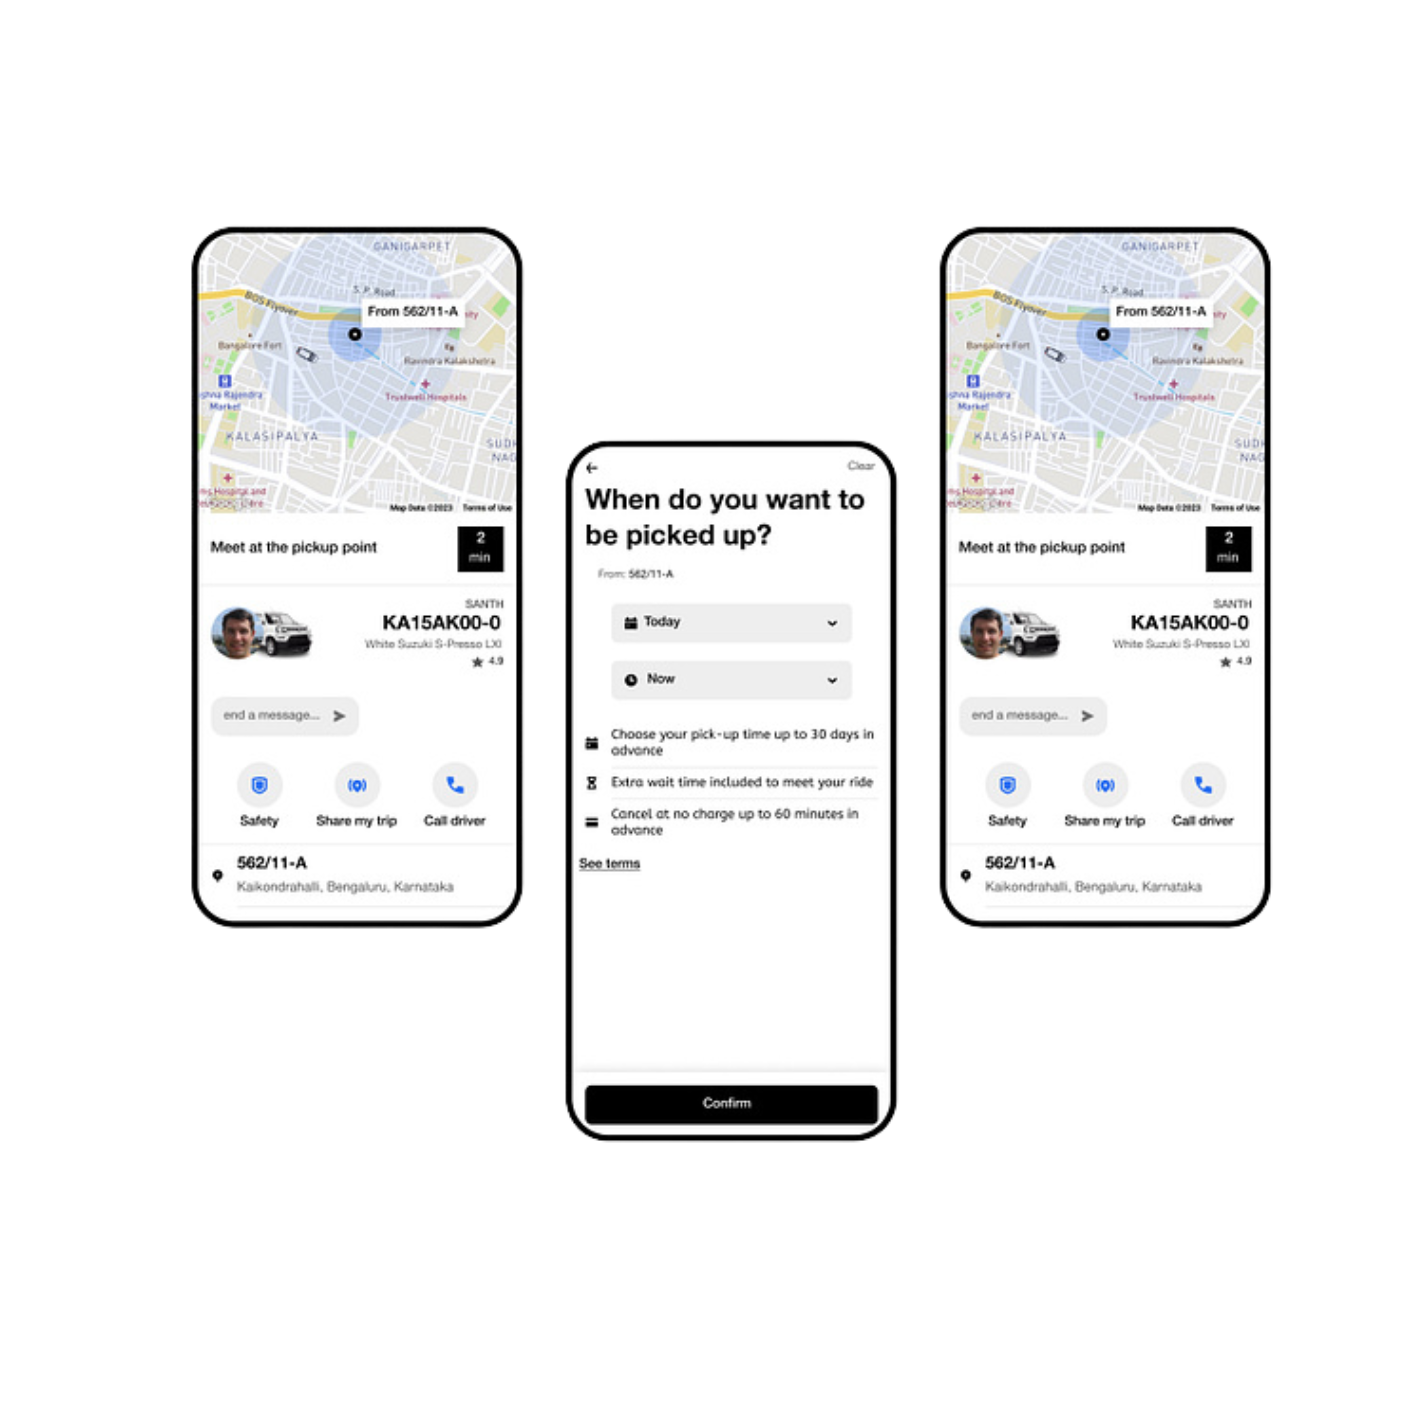 GANIGARPET
S. P. Road
BGS Flyover
From 562/11-A
Bangalore Fort
Ravindra Kalakshetra
shna Rajendra
Market
Trustwell Hospitals
KALASIPALYA
SUD
NAG
ms Hospital and
Map Data ©2023
Terms of Use
Meet at the pickup point
2
min
SANTH
KA15AK00-0
White Suzuki S-Presso LXI
★ 4.9
end a message...
Safety
Share my trip
Call driver
562/11-A
Kaikondrahalli, Bengaluru, Karnataka
Clear
When do you want to
be picked up?
From: 562/11-A
Today
Now
Choose your pick-up time up to 30 days in
advance
Extra wait time included to meet your ride
Cancel at no charge up to 60 minutes in
advance
See terms
Confirm
GANIGARPET
S. P. Road
BGS Flyover
From 562/11-A
Bangalore Fort
Ravindra Kalakshetra
shna Rajendra
Market
Trustwell Hospitals
KALASIPALYA
SUD
NAG
ms Hospital and
Map Data ©2023
Terms of Use
Meet at the pickup point
2
min
SANTH
KA15AK00-0
White Suzuki S-Presso LXI
★ 4.9
end a message...
Safety
Share my trip
Call driver
562/11-A
Kaikondrahalli, Bengaluru, Karnataka